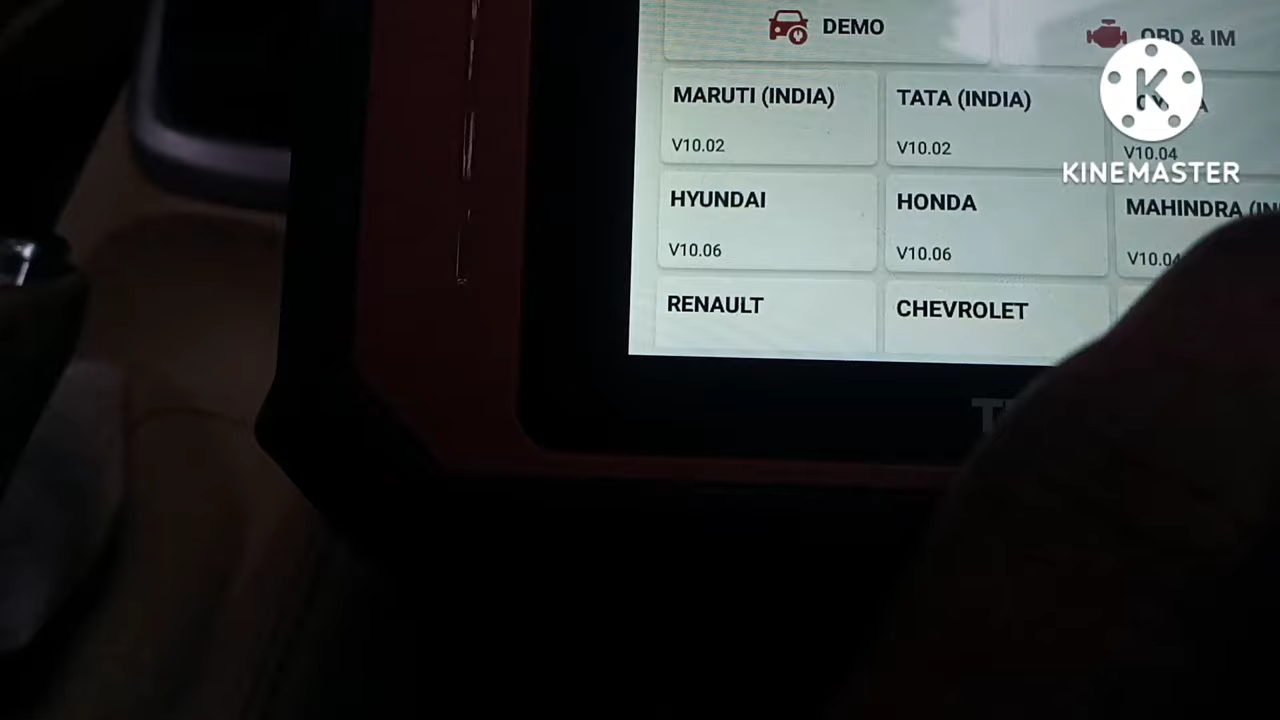 DEMO
OBD & IM
MARUTI (INDIA)
V10.02
TATA (INDIA)
V10.02
V10.04
KINEMASTER
HYUNDAI
V10.06
HONDA
V10.06
MAHINDRA (IN
V10.04
RENAULT
CHEVROLET